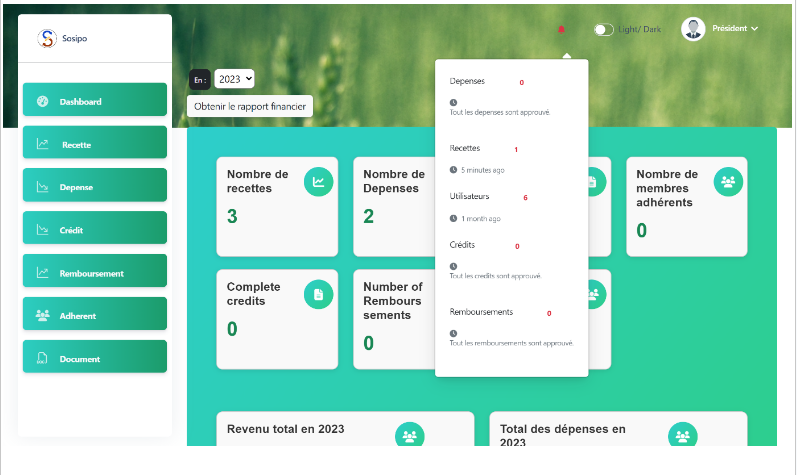 Sosipo
Light/ Dark
Président
En :
2023
Obtenir le rapport financier
Dashboard
Recette
Depense
Crédit
Remboursement
Adherent
Document
Depenses 0
Tout les depenses sont approuvé.
Recettes 1
5 minutes ago
Utilisateurs 6
1 month ago
Crédits 0
Tout les credits sont approuvé.
Remboursements 0
Tout les remboursements sont approuvé.
Nombre de
recettes
3
Nombre de
Depenses
2
Nombre de
membres
adhérents
0
Complete
credits
0
Number of
Rembours
sements
0
Revenu total en 2023
Total des dépenses en
2023